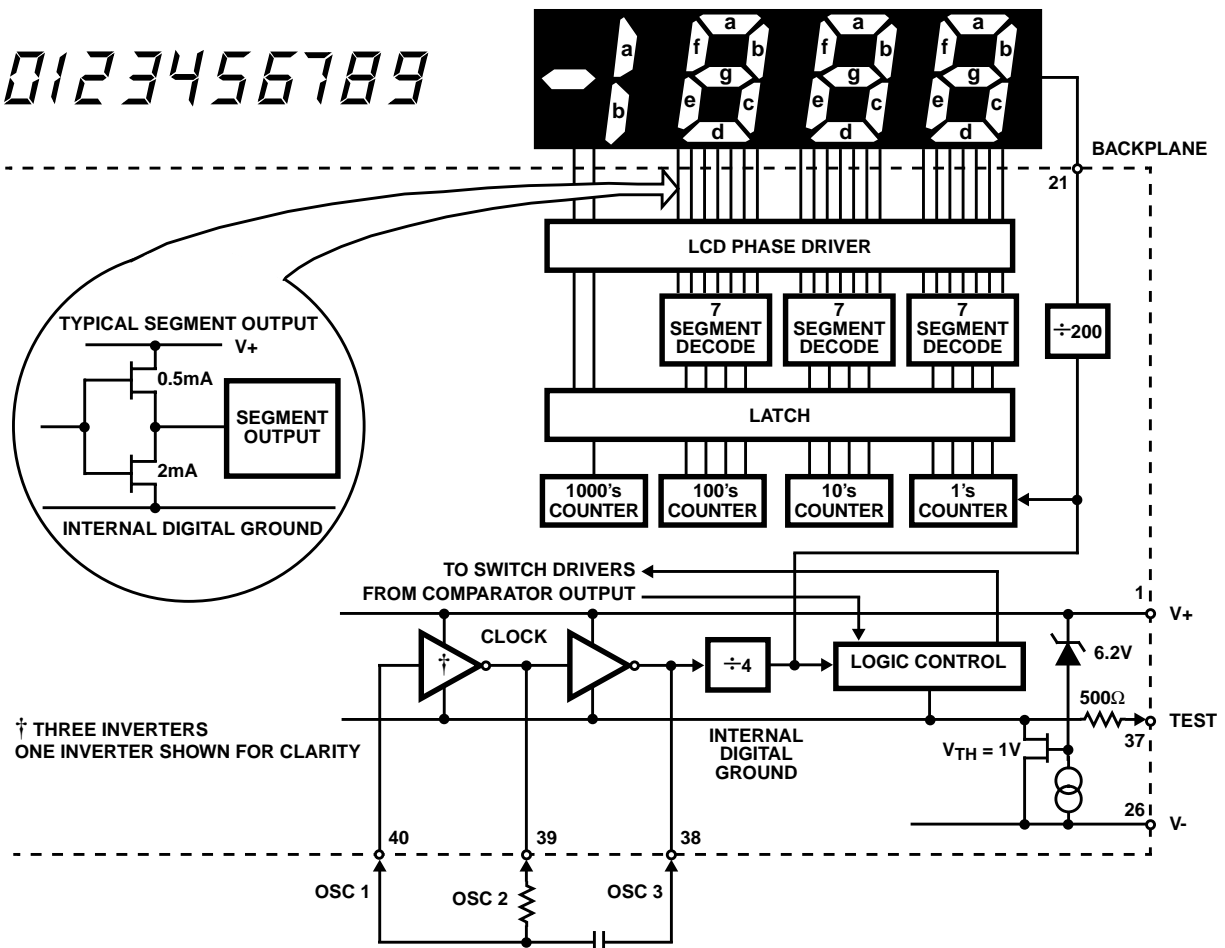 0123456789
a
b
a
f
b
g
e
c
d
a
f
b
g
e
c
d
a
f
b
g
e
c
d
BACKPLANE
21
LCD PHASE DRIVER
7
SEGMENT
DECODE
7
SEGMENT
DECODE
7
SEGMENT
DECODE
÷200
TYPICAL SEGMENT OUTPUT
V+
0.5mA
SEGMENT
OUTPUT
2mA
INTERNAL DIGITAL GROUND
LATCH
1000's
COUNTER
100's
COUNTER
10's
COUNTER
1's
COUNTER
TO SWITCH DRIVERS
FROM COMPARATOR OUTPUT
1
V+
CLOCK
†
÷4
LOGIC CONTROL
6.2V
500Ω
TEST
37
† THREE INVERTERS
ONE INVERTER SHOWN FOR CLARITY
INTERNAL
DIGITAL
GROUND
VTH = 1V
26
V-
40
39
38
OSC 1
OSC 2
OSC 3